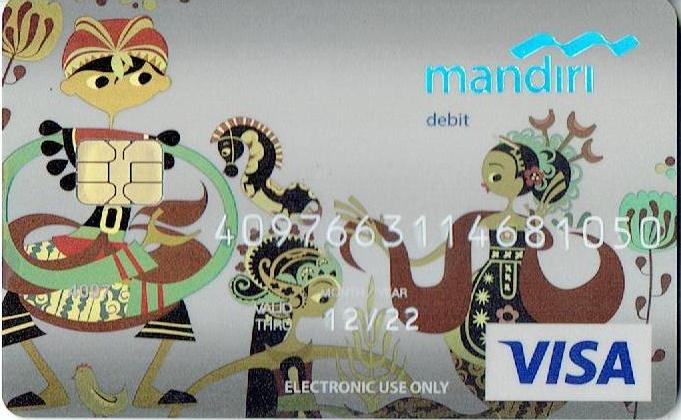 mandiri
debit
4097663114681050
4097
MONTH/YEAR
VALID
THRU 12/22
VISA
ELECTRONIC USE ONLY